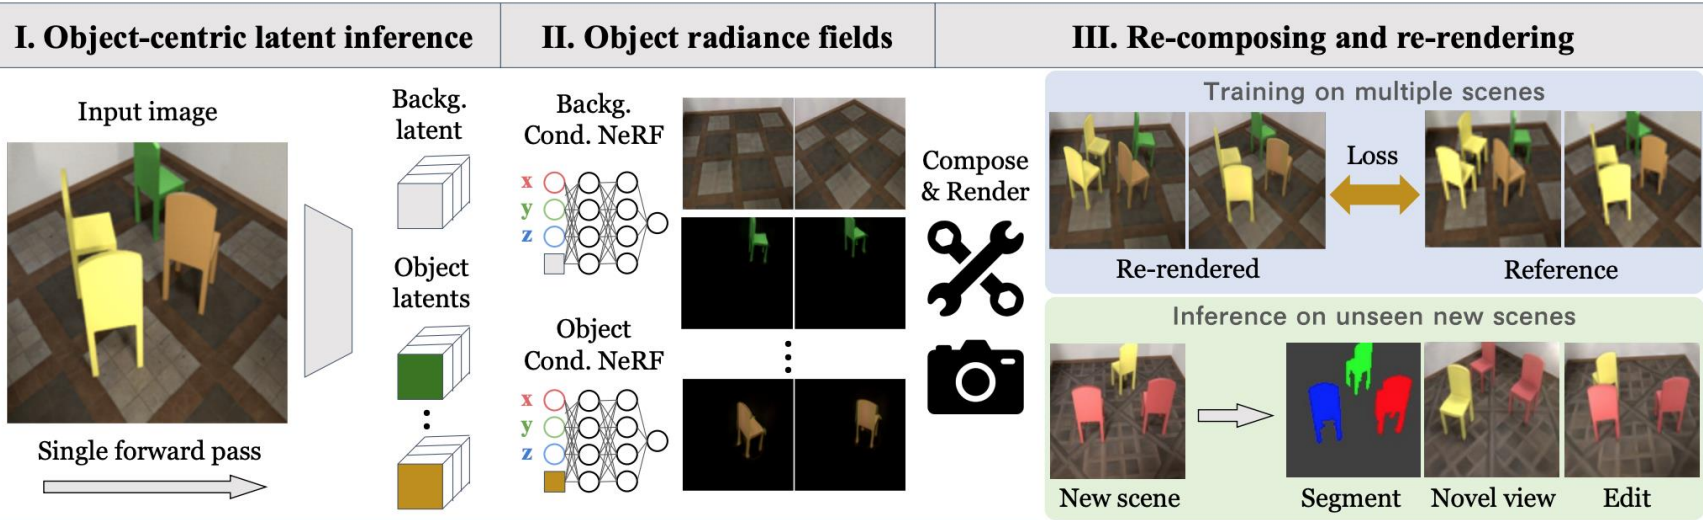 I. Object-centric latent inference
II. Object radiance fields
III. Re-composing and re-rendering
Input image
Single forward pass
Backg.
latent
Object
latents
Backg.
Cond. NeRF
x
y
z
Object
Cond. NeRF
x
y
z
Compose
& Render
Training on multiple scenes
Loss
Re-rendered
Reference
Inference on unseen new scenes
New scene
Segment
Novel view
Edit